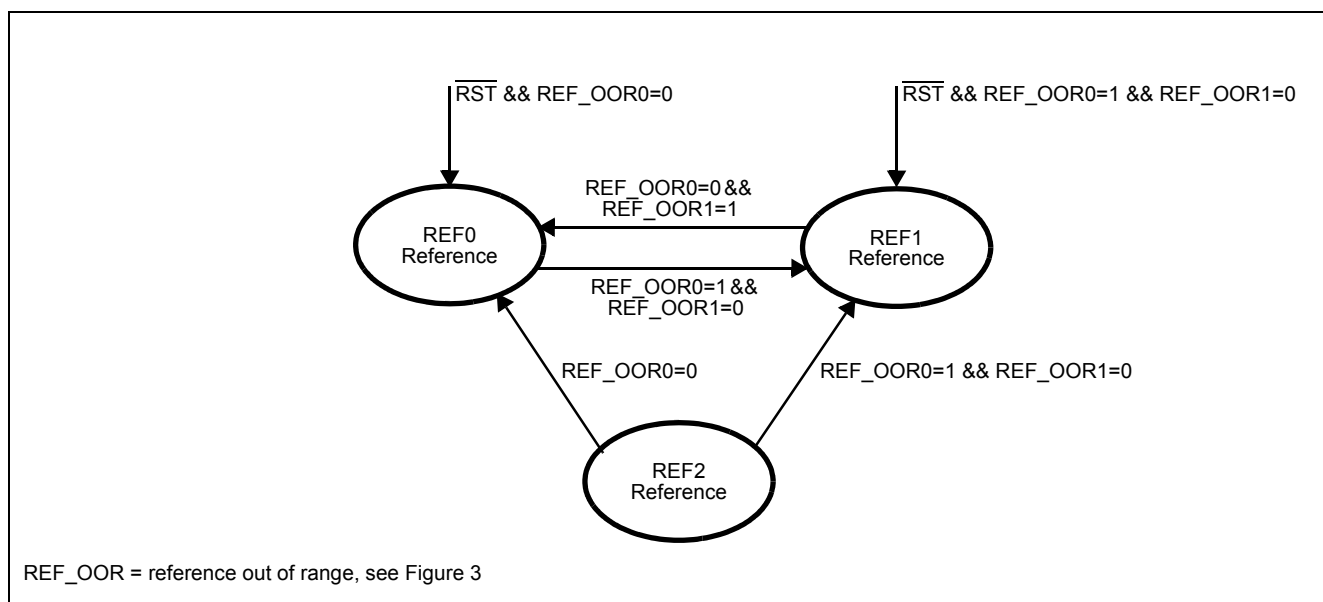 RST && REF_OOR0=0
RST && REF_OOR0=1 && REF_OOR1=0
REF_OOR0=0 &&
REF_OOR1=1
REF0
Reference
REF1
Reference
REF_OOR0=1 &&
REF_OOR1=0
REF_OOR0=0
REF_OOR0=1 && REF_OOR1=0
REF2
Reference
REF_OOR = reference out of range, see Figure 3